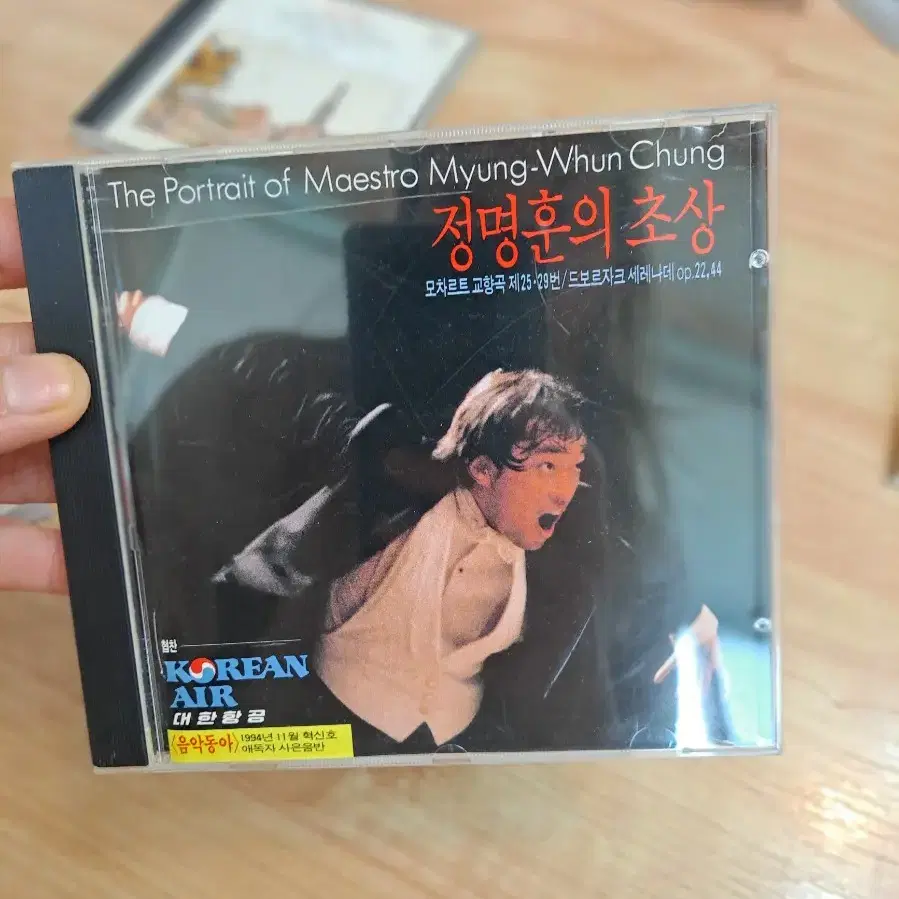 The Portrait of Maestro Myung-Whun Chung
정명훈의 초상
모차르트 교향곡 제25·29번/드보르자크 세레나데 op.22,44
협찬
KOREAN
AIR
대한항공
〈음악동아〉 1994년 11월 혁신호
애독자 사은음반